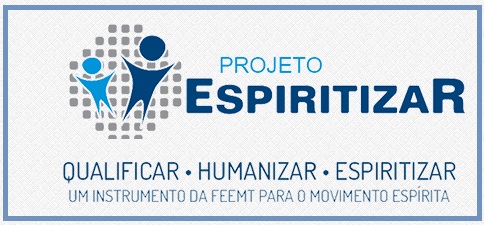 PROJETO
ESPIRITIZAR
QUALIFICAR • HUMANIZAR • ESPIRITIZAR
UM INSTRUMENTO DA FEEMT PARA O MOVIMENTO ESPÍRITA